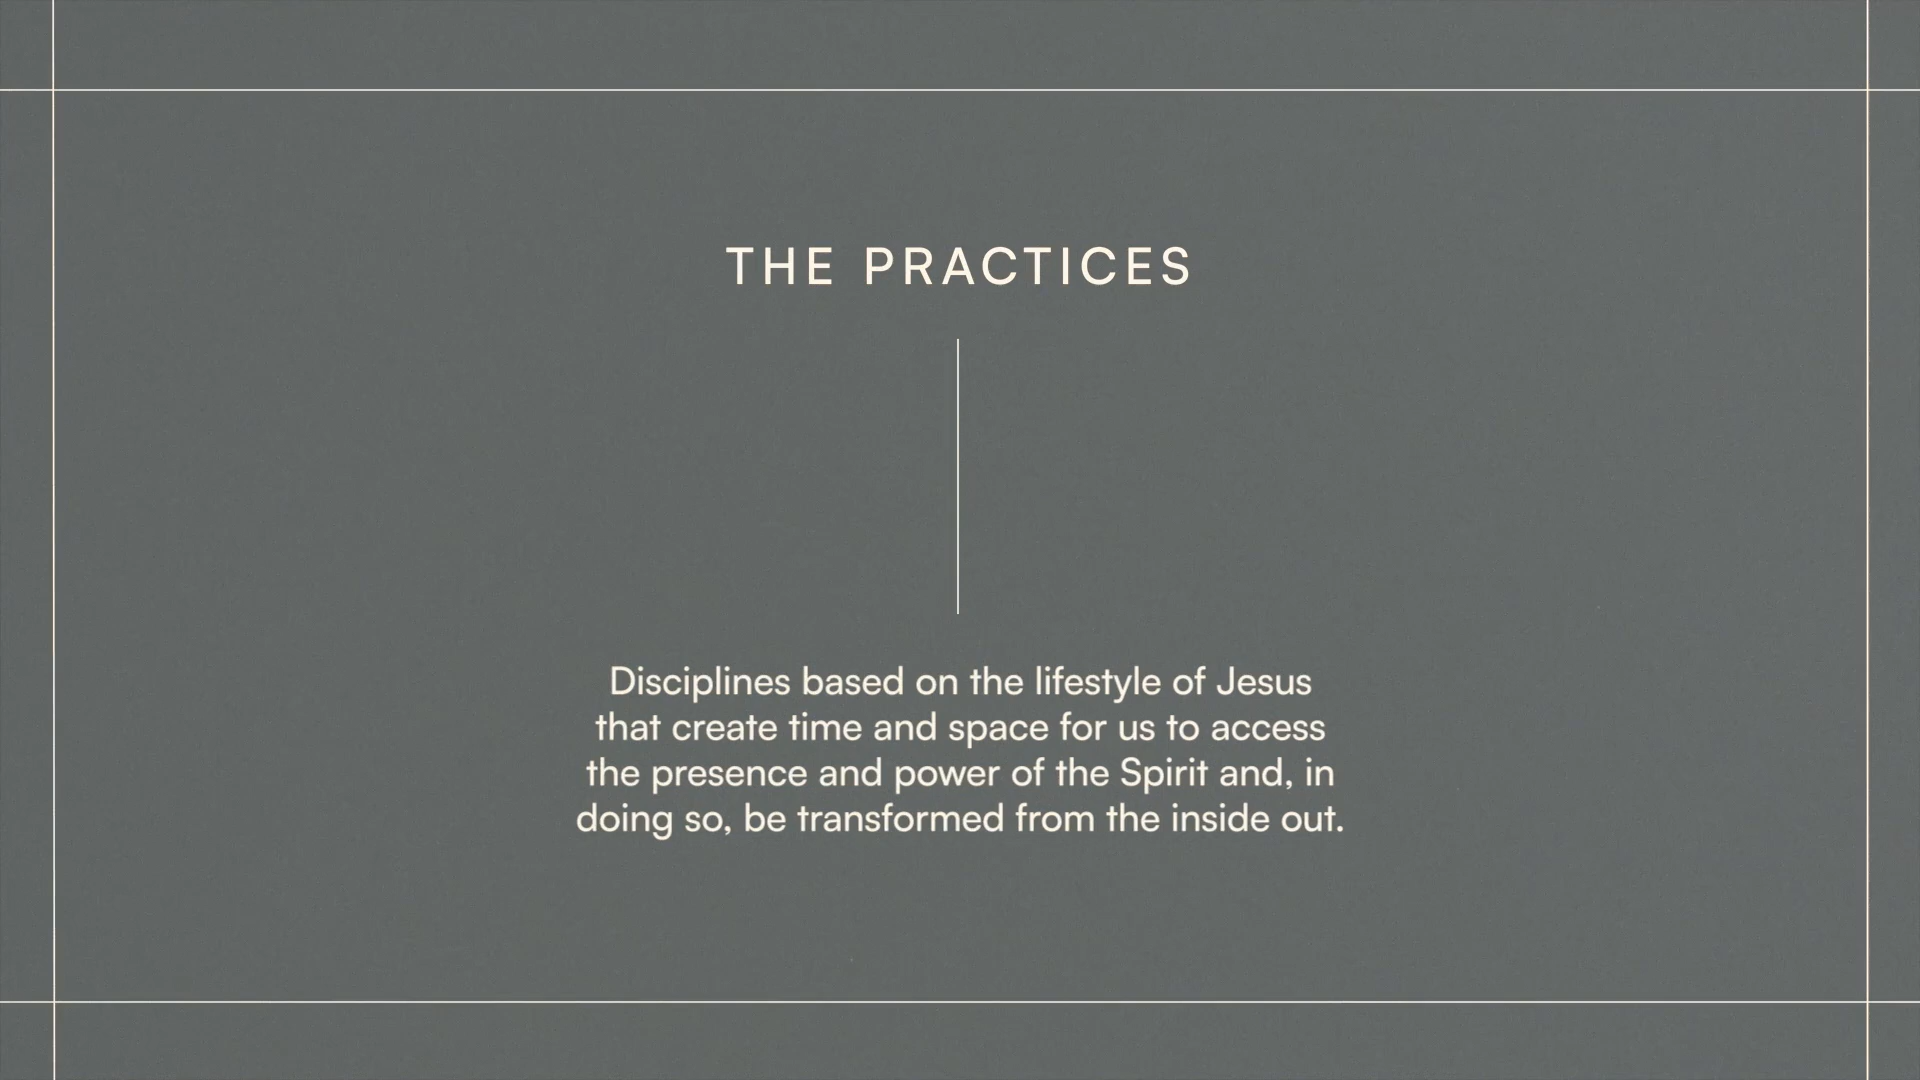 THE PRACTICES
Disciplines based on the lifestyle of Jesus
that create time and space for us to access
the presence and power of the Spirit and, in
doing so, be transformed from the inside out.